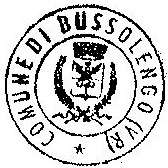 COMUNE DI BUSSOLENGO (VR)